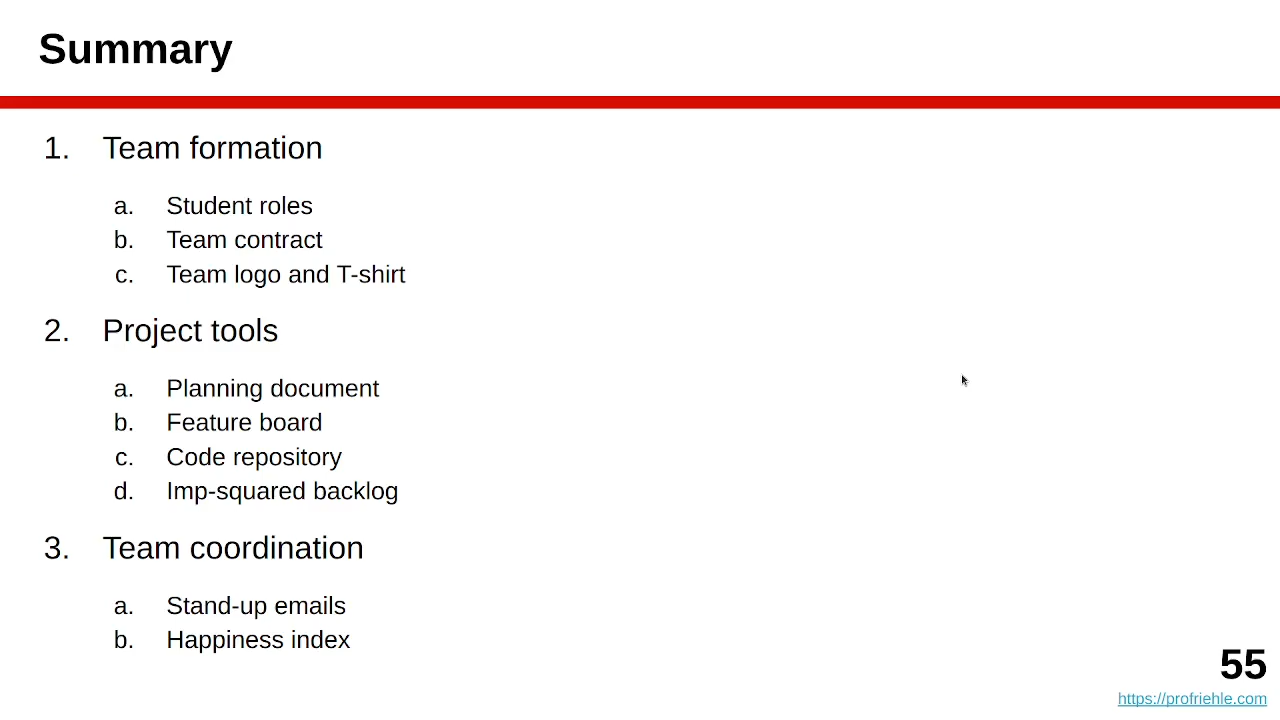 Summary
1. Team formation
a. Student roles
b. Team contract
c. Team logo and T-shirt
2. Project tools
a. Planning document
b. Feature board
c. Code repository
d. Imp-squared backlog
3. Team coordination
a. Stand-up emails
b. Happiness index
55
https://profriehle.com